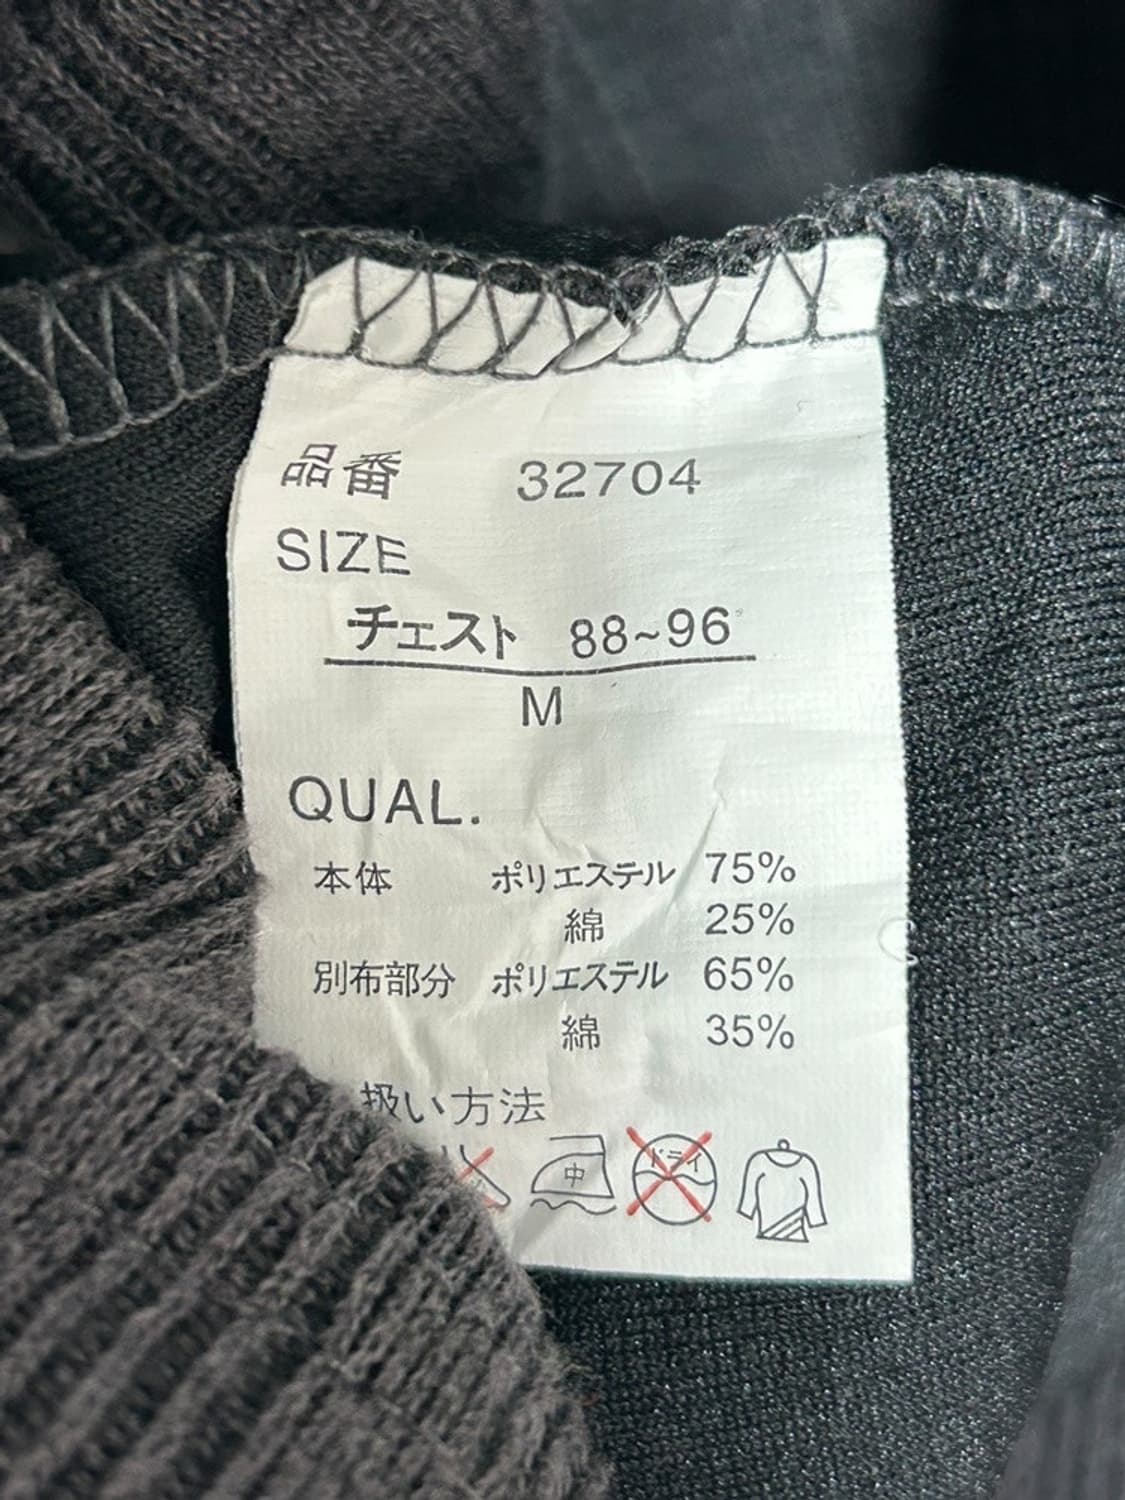 品番 32704
SIZE
チェスト 88~96
M
QUAL.
本体 ポリエステル 75%
綿 25%
別布部分 ポリエステル 65%
綿 35%
扱い方法
中 ドライ